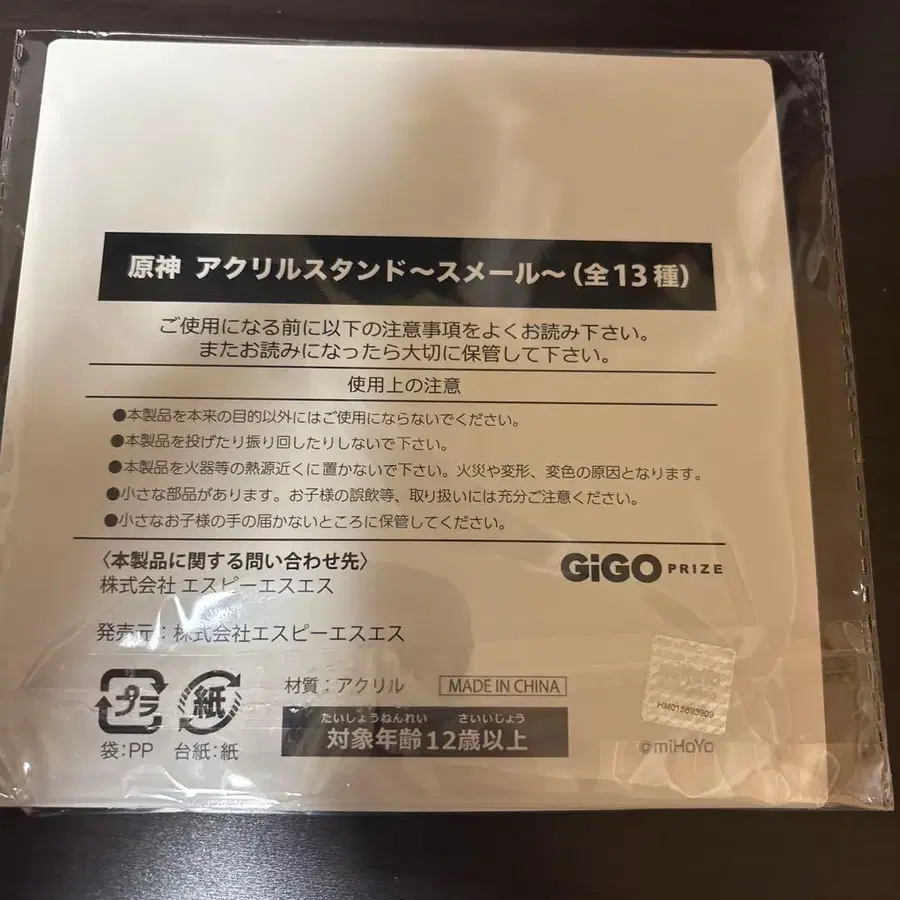 原神 アクリルスタンド～スメール～(全13種)
ご使用になる前に以下の注意事項をよくお読み下さい。
またお読みになったら大切に保管して下さい。
使用上の注意
●本製品を本来の目的以外にはご使用にならないでください。
●本製品を投げたり振り回したりしないで下さい。
●本製品を火器等の熱源近くに置かないで下さい。火災や変形、変色の原因となります。
●小さな部品があります。お子様の誤飲等、取り扱いには充分ご注意ください。
●小さなお子様の手の届かないところに保管してください。
〈本製品に関する問い合わせ先〉
株式会社 エスピーエスエス
GiGO PRIZE
発売元：株式会社エスピーエスエス
プラ
紙
袋:PP
台紙:紙
材質：アクリル
MADE IN CHINA
たいしょうねんれい さいいじょう
対象年齢12歳以上
HM015893909
©miHoYo